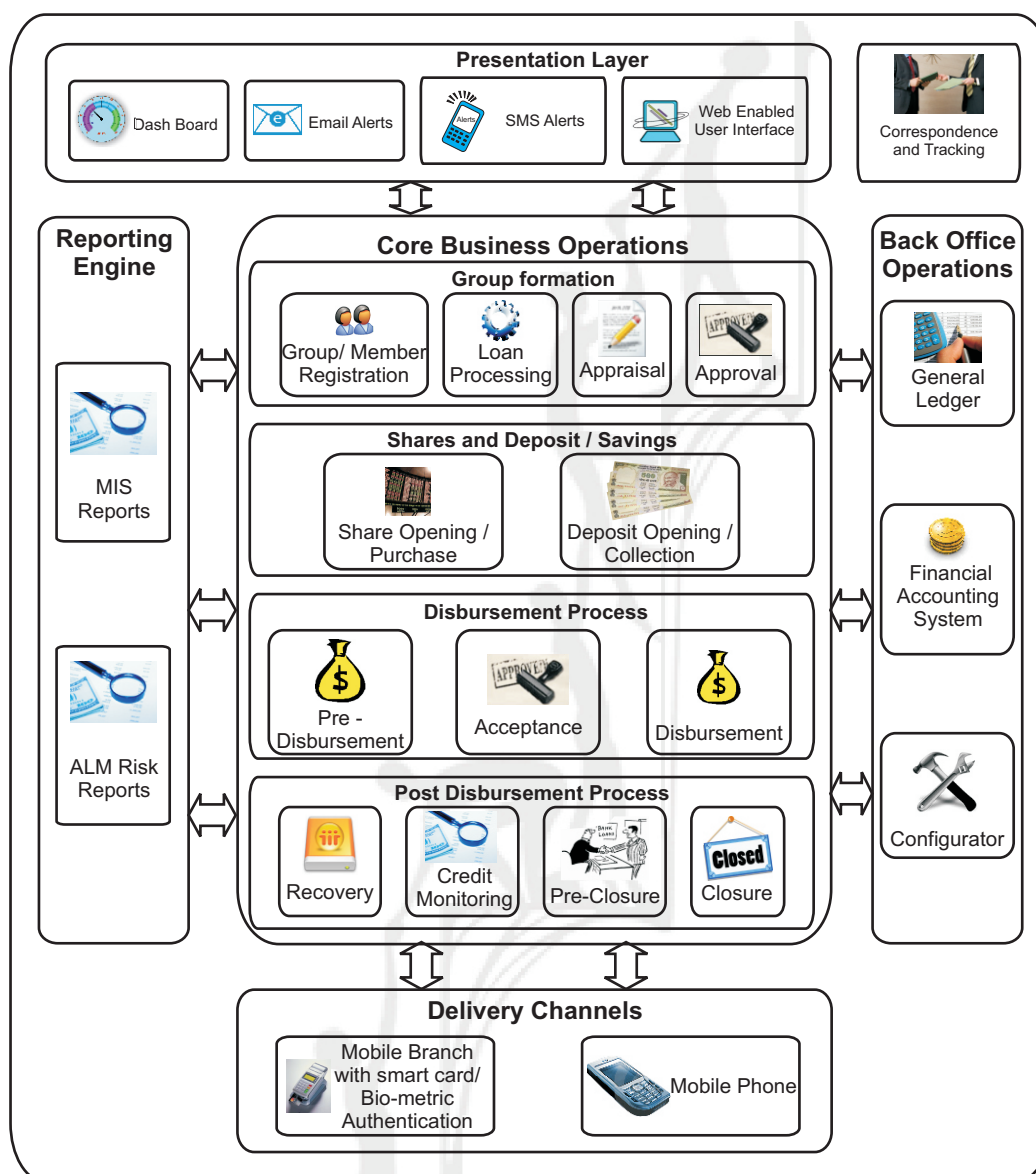 Presentation Layer
Dash Board
Email Alerts
Alerts
SMS Alerts
Web Enabled
User Interface
Correspondence
and Tracking
Reporting
Engine
MIS
Reports
ALM Risk
Reports
Core Business Operations
Group formation
Group/ Member
Registration
Loan
Processing
Appraisal
APPROVED
Approval
Shares and Deposit / Savings
Share Opening /
Purchase
Deposit Opening /
Collection
Disbursement Process
$
Pre -
Disbursement
APPROVED
Acceptance
$
Disbursement
Post Disbursement Process
Recovery
Credit
Monitoring
BANK
LOANS
Pre-Closure
Closed
Closure
Back Office
Operations
General
Ledger
Financial
Accounting
System
Configurator
Delivery Channels
Mobile Branch
with smart card/
Bio-metric
Authentication
Mobile Phone